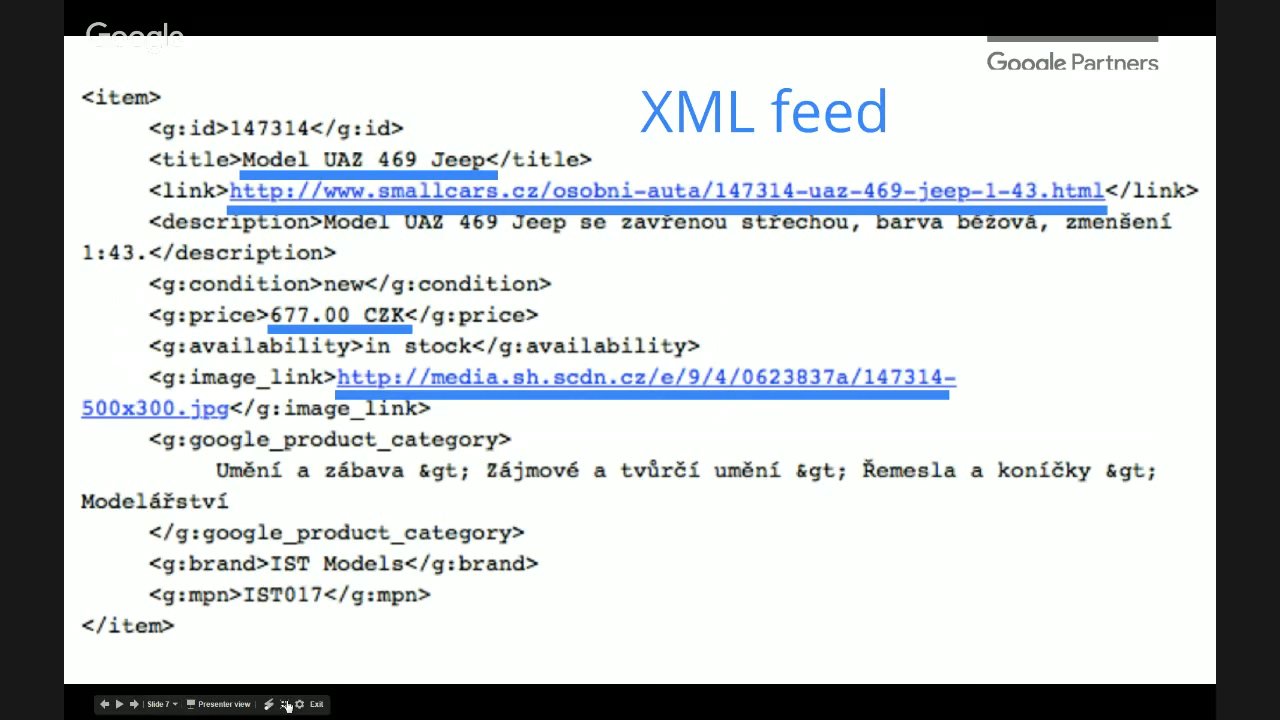 Google
Google Partners
XML feed
<item>
<g:id>147314</g:id>
<title>Model UAZ 469 Jeep</title>
<link>http://www.smallcars.cz/osobni-auta/147314-uaz-469-jeep-1-43.html</link>
<description>Model UAZ 469 Jeep se zavřenou střechou, barva béžová, zmenšení
1:43.</description>
<g:condition>new</g:condition>
<g:price>677.00 CZK</g:price>
<g:availability>in stock</g:availability>
<g:image_link>http://media.sh.scdn.cz/e/9/4/0623837a/147314-
500x300.jpg</g:image_link>
<g:google_product_category>
Umění a zábava &gt; Zájmové a tvůrčí umění &gt; Řemesla a koníčky &gt;
Modelářství
</g:google_product_category>
<g:brand>IST Models</g:brand>
<g:mpn>IST017</g:mpn>
</item>
Slide 7 Presenter view Exit